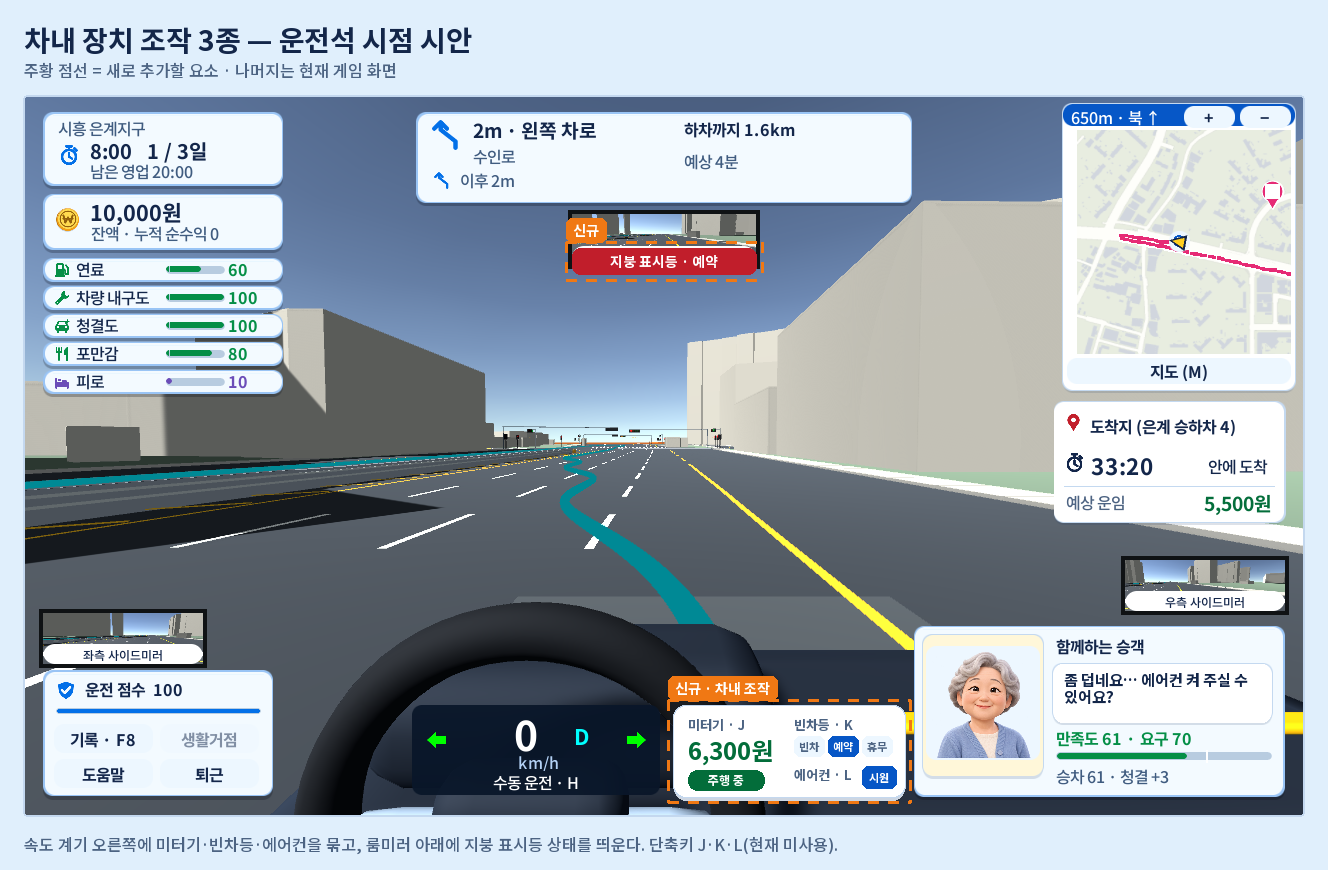 차내 장치 조작 3종 — 운전석 시점 시안
주황 점선 = 새로 추가할 요소 · 나머지는 현재 게임 화면
시흥 은계지구
8:00 1 / 3일
남은 영업 20:00
10,000원
잔액 · 누적 순수익 0
연료 60
차량 내구도 100
청결도 100
포만감 80
피로 10
2m · 왼쪽 차로
수인로
이후 2m
하차까지 1.6km
예상 4분
신규
지붕 표시등 · 예약
650m · 북 ↑ + −
지도 (M)
도착지 (은계 승하차 4)
33:20 안에 도착
예상 운임 5,500원
우측 사이드미러
좌측 사이드미러
운전 점수 100
기록 · F8 생활거점
도움말 퇴근
0 D
km/h
수동 운전 · H
신규 · 차내 조작
미터기 · J
6,300원
주행 중
빈차등 · K
빈차 예약 휴무
에어컨 · L 시원
함께하는 승객
좀 덥네요… 에어컨 켜 주실 수
있어요?
만족도 61 · 요구 70
승차 61 · 청결 +3
속도 계기 오른쪽에 미터기·빈차등·에어컨을 묶고, 룸미러 아래에 지붕 표시등 상태를 띄운다. 단축키 J·K·L(현재 미사용).